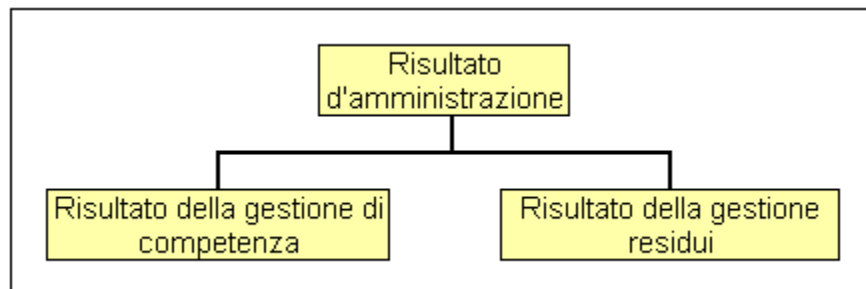 Risultato
d'amministrazione
Risultato della gestione di
competenza
Risultato della gestione
residui